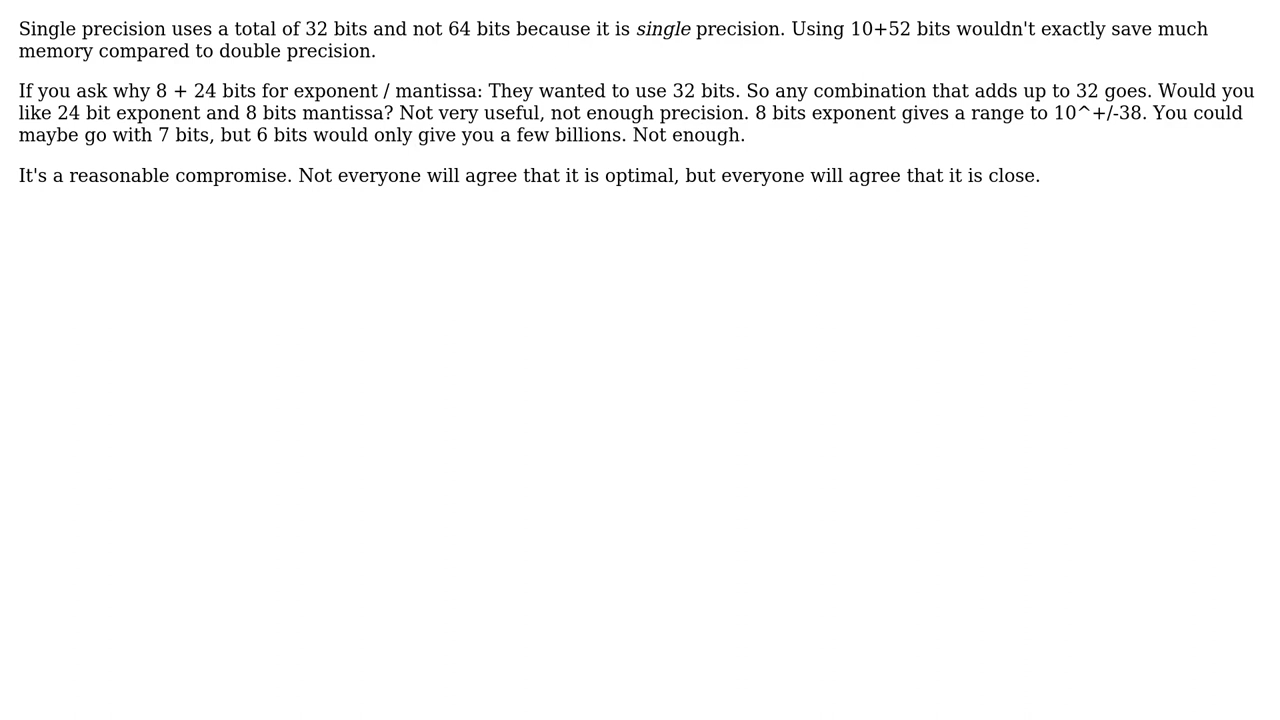 Single precision uses a total of 32 bits and not 64 bits because it is single precision. Using 10+52 bits wouldn't exactly save much
memory compared to double precision.
If you ask why 8 + 24 bits for exponent / mantissa: They wanted to use 32 bits. So any combination that adds up to 32 goes. Would you
like 24 bit exponent and 8 bits mantissa? Not very useful, not enough precision. 8 bits exponent gives a range to 10^+/-38. You could
maybe go with 7 bits, but 6 bits would only give you a few billions. Not enough.
It's a reasonable compromise. Not everyone will agree that it is optimal, but everyone will agree that it is close.